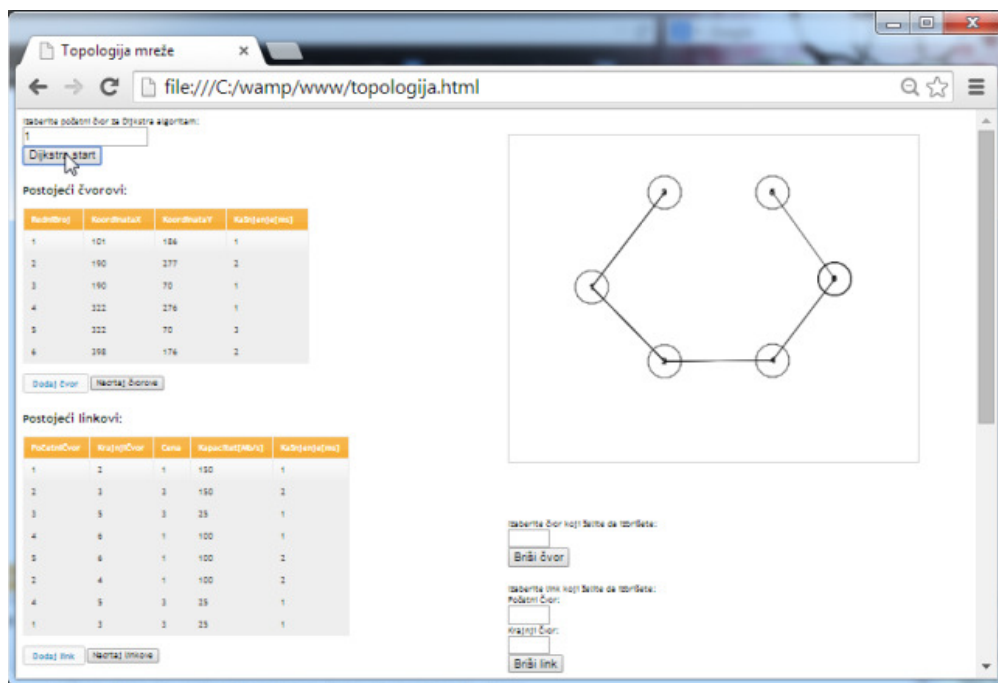 Topologija mreže
file:///C:/wamp/www/topologija.html
Izaberite početni čvor za Dijkstra algoritam:
1
Dijkstra start
Postojeći čvorovi:
RedniBroj KoordinataX KoordinataY Kašnjenje[ms]
1 101 186 1
2 190 277 2
3 190 70 1
4 322 276 1
5 322 70 3
6 398 176 2
Dodaj čvor Nacrtaj čvorove
Postojeći linkovi:
PočetniČvor KrajnjiČvor Cena Kapacitet[Mb/s] Kašnjenje[ms]
1 2 1 150 1
2 3 3 150 2
3 5 3 25 1
4 6 1 100 1
5 6 1 100 2
2 4 1 100 2
4 5 3 25 1
1 3 3 25 1
Dodaj link Nacrtaj linkove
Izaberite čvor koji želite da izbrišete:
Briši čvor
Izaberite link koji želite da izbrišete:
Početni Čvor:
Krajnji Čvor:
Briši link